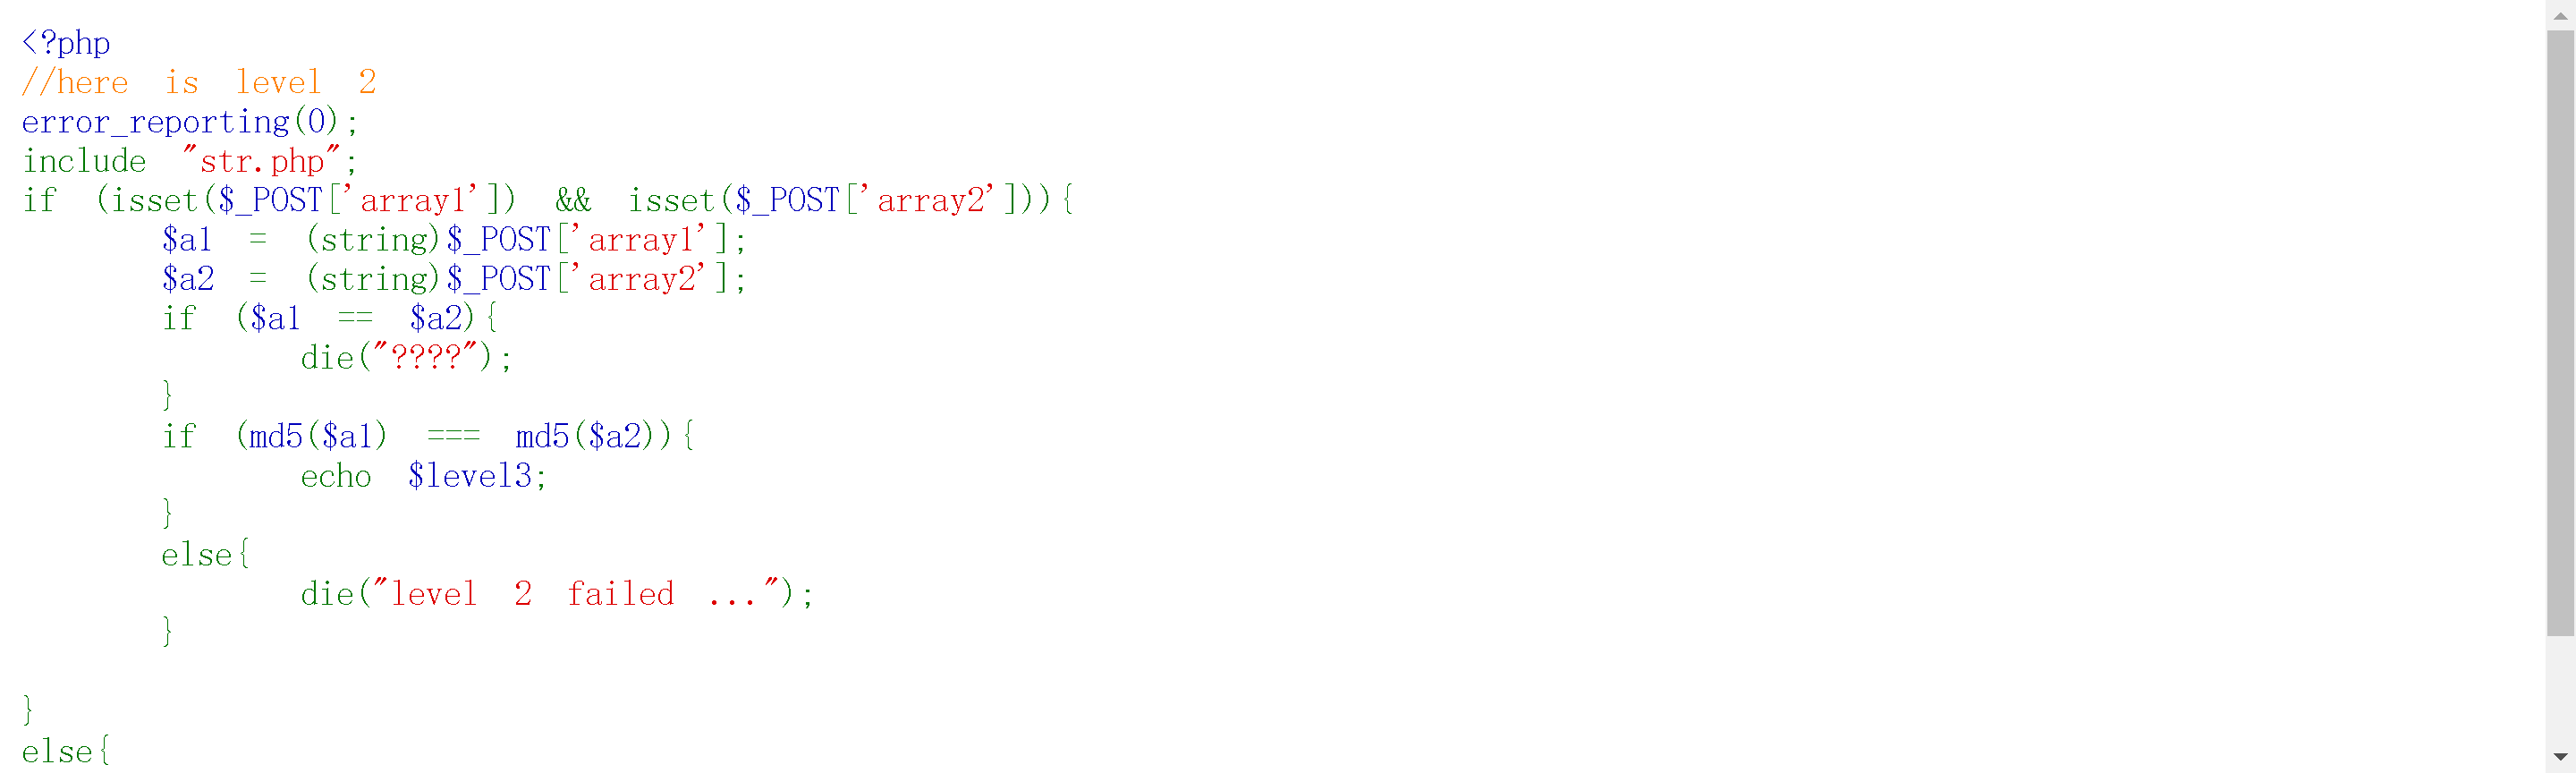 <?php
//here is level 2
error_reporting(0);
include "str.php";
if (isset($_POST['array1']) && isset($_POST['array2'])){
$a1 = (string)$_POST['array1'];
$a2 = (string)$_POST['array2'];
if ($a1 == $a2){
die("????");
}
if (md5($a1) === md5($a2)){
echo $level3;
}
else{
die("level 2 failed ...");
}
}
else{